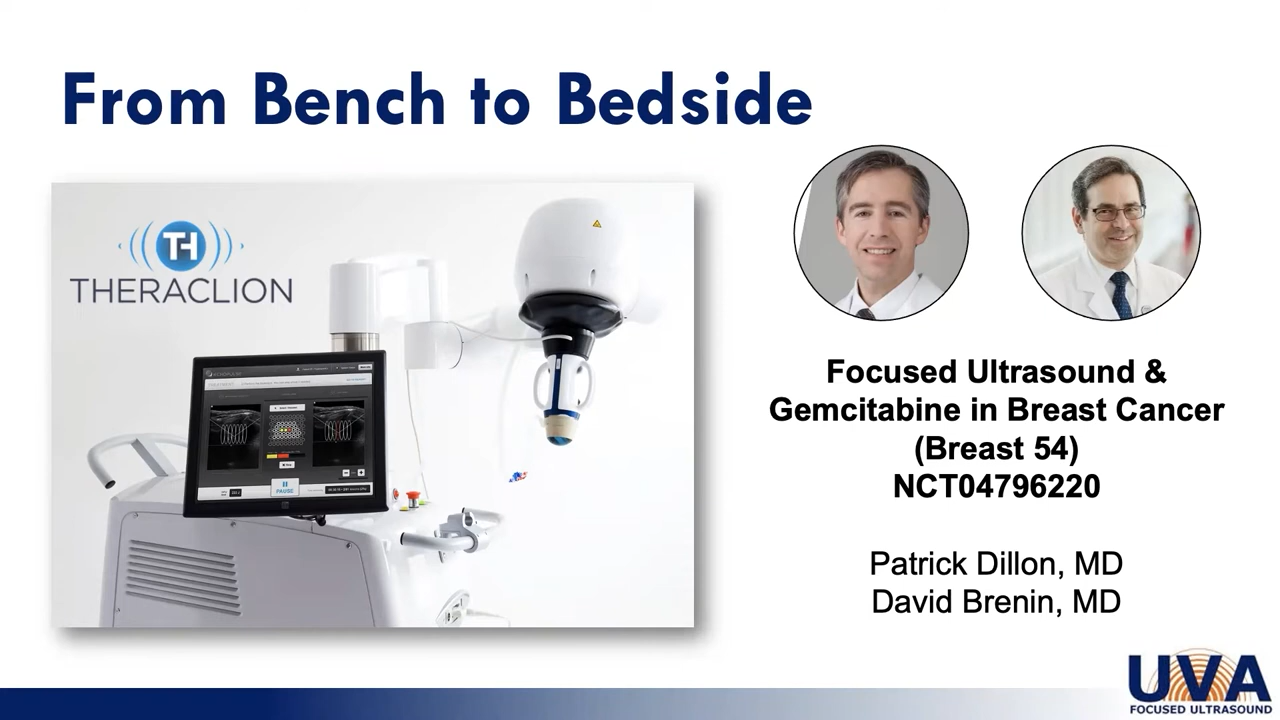 From Bench to Bedside
TH
THERACLION
PAUSE
Focused Ultrasound &
Gemcitabine in Breast Cancer
(Breast 54)
NCT04796220
Patrick Dillon, MD
David Brenin, MD
UVA
FOCUSED ULTRASOUND